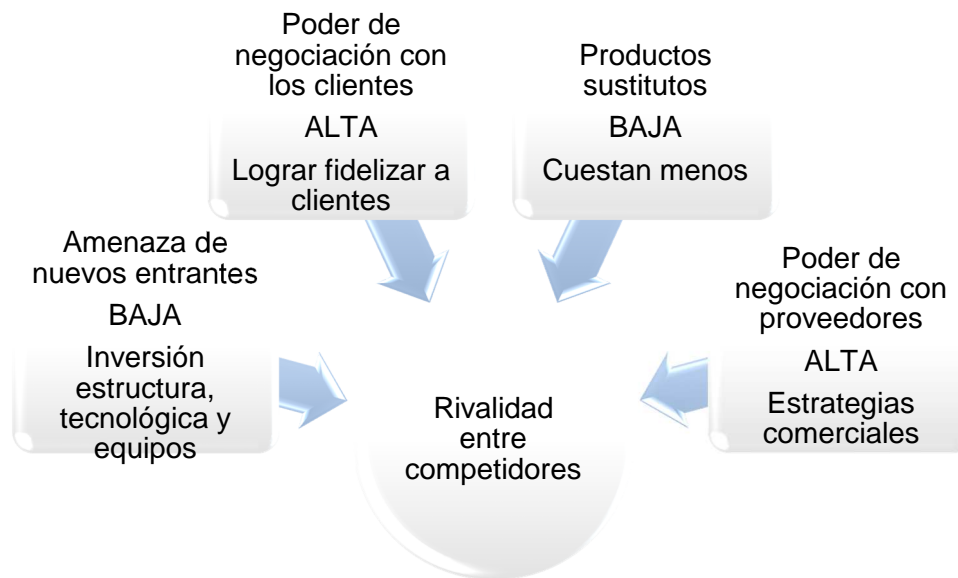 Poder de
negociación con
los clientes
ALTA
Lograr fidelizar a
clientes
Productos
sustitutos
BAJA
Cuestan menos
Amenaza de
nuevos entrantes
BAJA
Inversión
estructura,
tecnológica y
equipos
Poder de
negociación con
proveedores
ALTA
Estrategias
comerciales
Rivalidad
entre
competidores